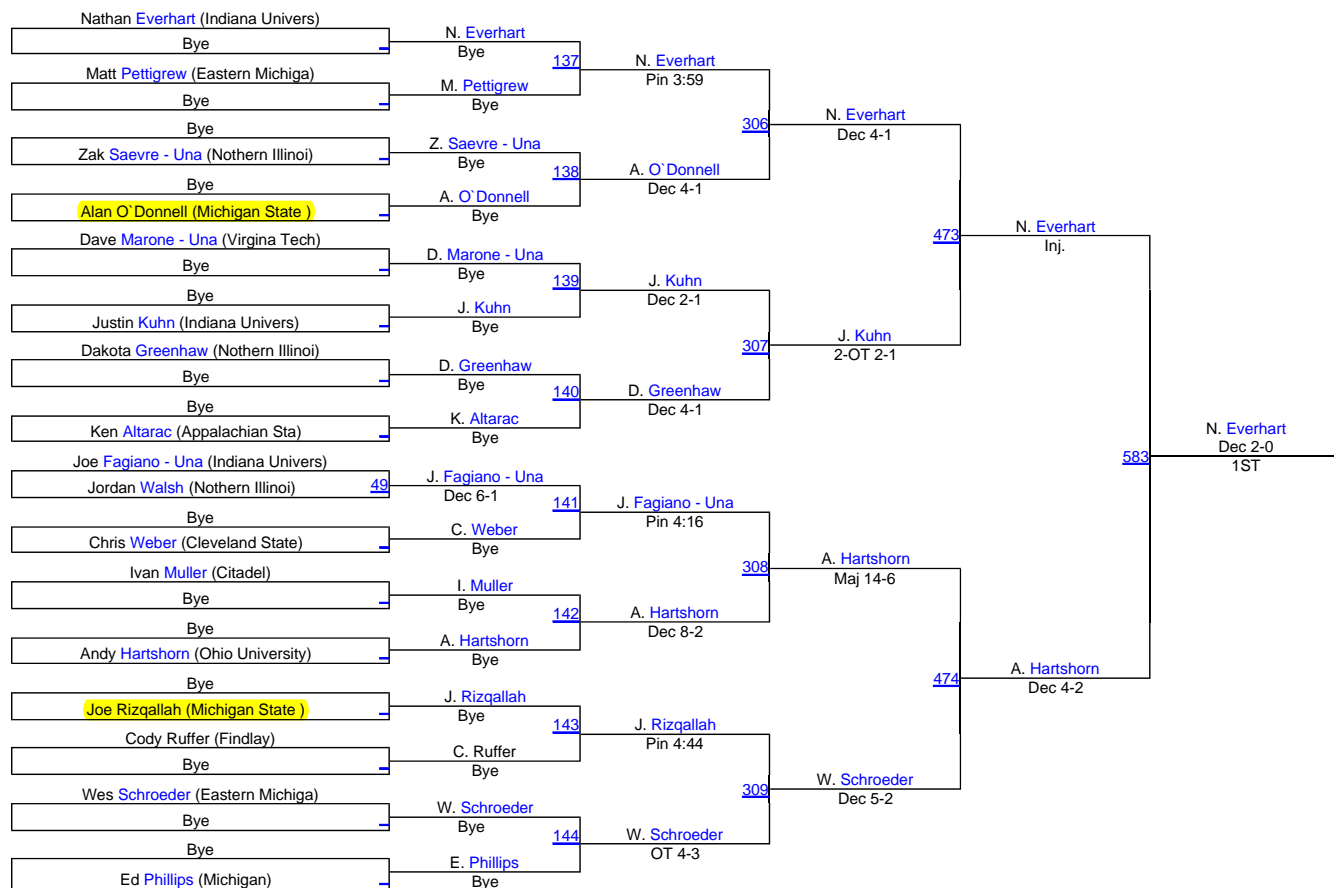 Nathan Everhart (Indiana Univers)
Bye
Matt Pettigrew (Eastern Michiga)
Bye
Bye
Zak Saevre - Una (Nothern Illinoi)
Bye
Alan O`Donnell (Michigan State )
Dave Marone - Una (Virgina Tech)
Bye
Bye
Justin Kuhn (Indiana Univers)
Dakota Greenhaw (Nothern Illinoi)
Bye
Bye
Ken Altarac (Appalachian Sta)
Joe Fagiano - Una (Indiana Univers)
Jordan Walsh (Nothern Illinoi)
49
Bye
Chris Weber (Cleveland State)
Ivan Muller (Citadel)
Bye
Bye
Andy Hartshorn (Ohio University)
Bye
Joe Rizqallah (Michigan State )
Cody Ruffer (Findlay)
Bye
Wes Schroeder (Eastern Michiga)
Bye
Bye
Ed Phillips (Michigan)
N. Everhart
Bye
137
M. Pettigrew
Bye
Z. Saevre - Una
Bye
138
A. O`Donnell
Bye
D. Marone - Una
Bye
139
J. Kuhn
Bye
D. Greenhaw
Bye
140
K. Altarac
Bye
J. Fagiano - Una
Dec 6-1
141
C. Weber
Bye
I. Muller
Bye
142
A. Hartshorn
Bye
J. Rizqallah
Bye
143
C. Ruffer
Bye
W. Schroeder
Bye
144
E. Phillips
Bye
N. Everhart
Pin 3:59
306
A. O`Donnell
Dec 4-1
J. Kuhn
Dec 2-1
307
D. Greenhaw
Dec 4-1
J. Fagiano - Una
Pin 4:16
308
A. Hartshorn
Dec 8-2
J. Rizqallah
Pin 4:44
309
W. Schroeder
OT 4-3
N. Everhart
Dec 4-1
473
J. Kuhn
2-OT 2-1
A. Hartshorn
Maj 14-6
474
W. Schroeder
Dec 5-2
N. Everhart
Inj.
583
A. Hartshorn
Dec 4-2
N. Everhart
Dec 2-0
1ST